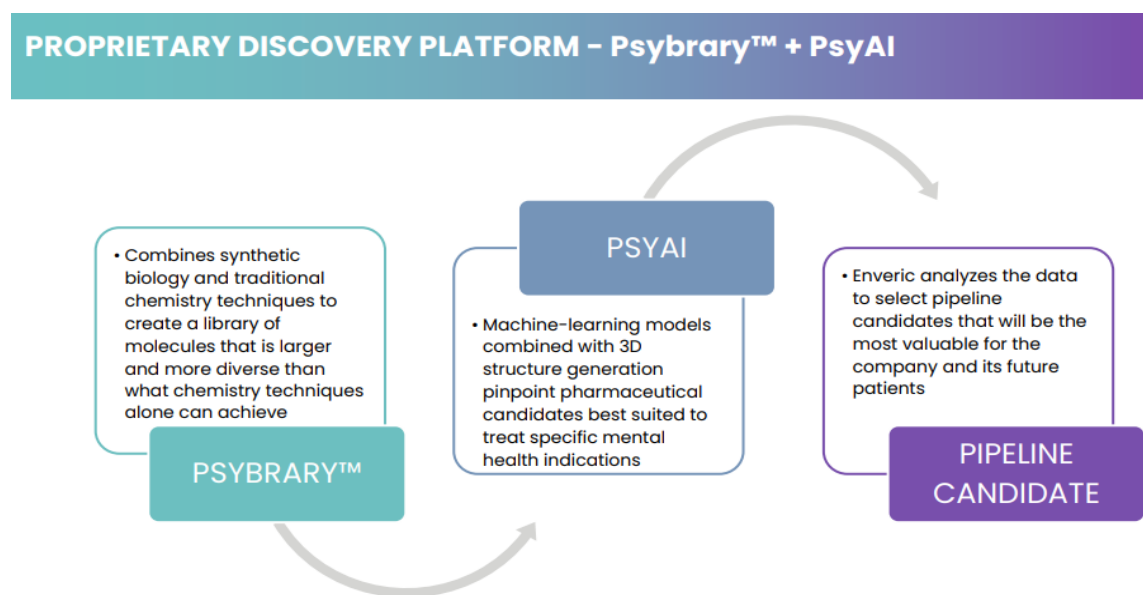 PROPRIETARY DISCOVERY PLATFORM - Psybrary™ + PsyAI
• Combines synthetic
biology and traditional
chemistry techniques to
create a library of
molecules that is larger
and more diverse than
what chemistry techniques
alone can achieve
PSYBRARY™
PSYAI
• Machine-learning models
combined with 3D
structure generation
pinpoint pharmaceutical
candidates best suited to
treat specific mental
health indications
• Enveric analyzes the data
to select pipeline
candidates that will be the
most valuable for the
company and its future
patients
PIPELINE
CANDIDATE